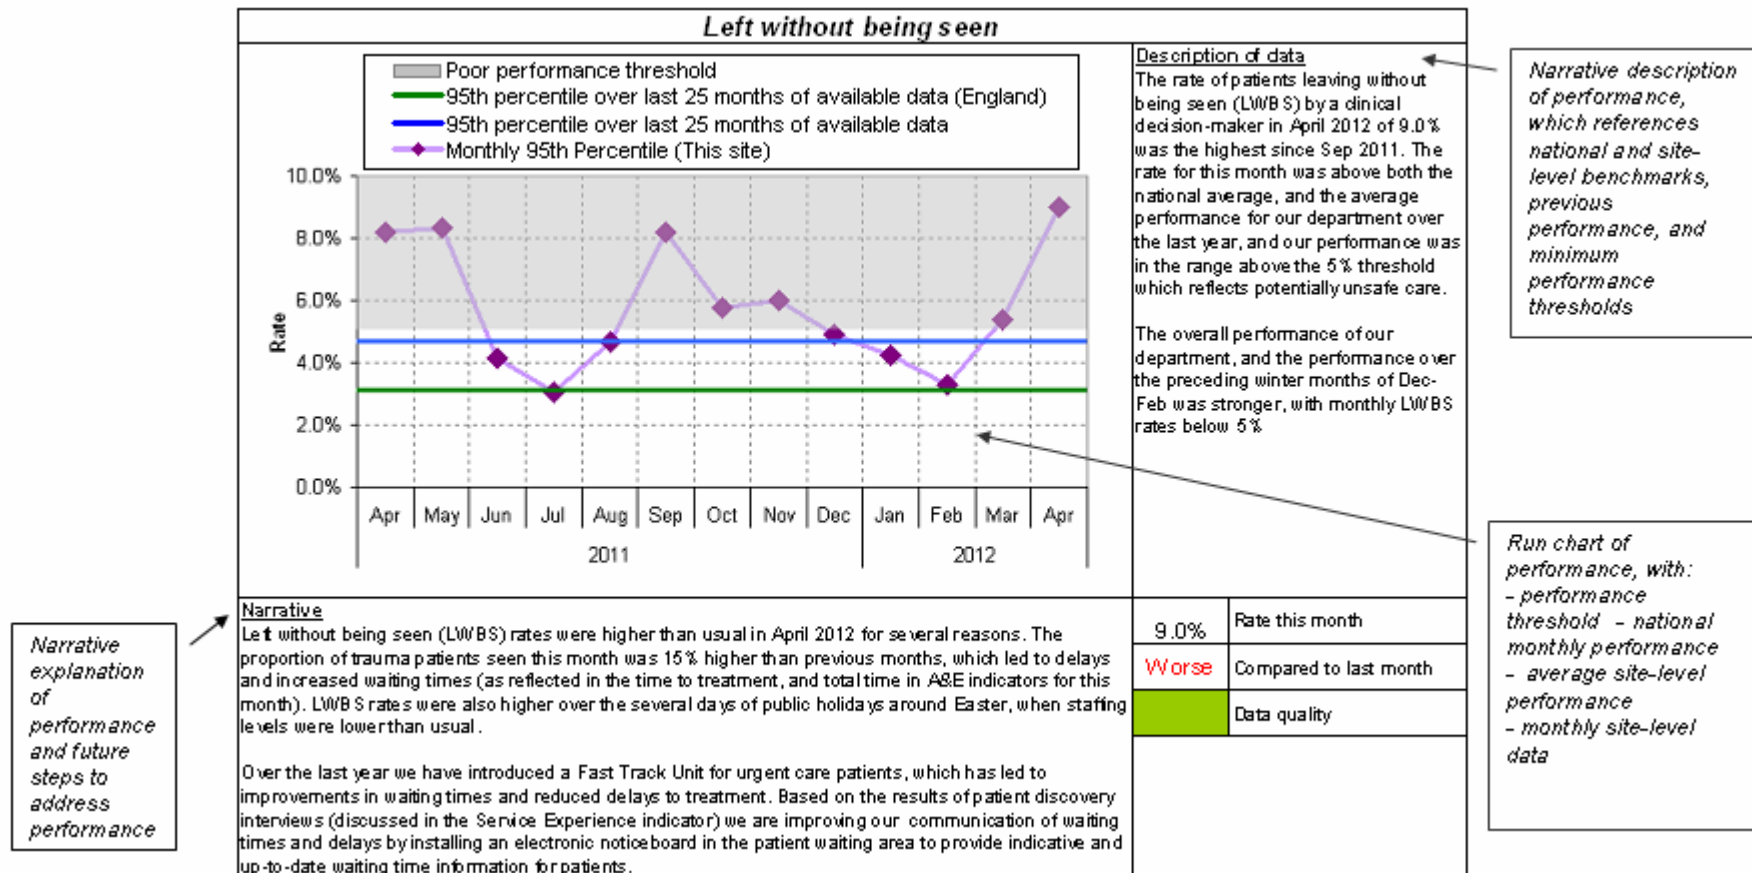 Left without being seen
Poor performance threshold
95th percentile over last 25 months of available data (England)
95th percentile over last 25 months of available data
Monthly 95th Percentile (This site)
10.0%
8.0%
6.0%
4.0%
2.0%
0.0%
Rate
Apr May Jun Jul Aug Sep Oct Nov Dec Jan Feb Mar Apr
2011 2012
Description of data
The rate of patients leaving without
being seen (LWBS) by a clinical
decision-maker in April 2012 of 9.0%
was the highest since Sep 2011. The
rate for this month was above both the
national average, and the average
performance for our department over
the last year, and our performance was
in the range above the 5% threshold
which reflects potentially unsafe care.
The overall performance of our
department, and the performance over
the preceding winter months of Dec-
Feb was stronger, with monthly LWBS
rates below 5%
Narrative description
of performance,
which references
national and site-
level benchmarks,
previous
performance, and
minimum
performance
thresholds
Run chart of
performance, with:
- performance
threshold - national
monthly performance
- average site-level
performance
- monthly site-level
data
Narrative
explanation
of
performance
and future
steps to
address
performance
Narrative
Left without being seen (LWBS) rates were higher than usual in April 2012 for several reasons. The
proportion of trauma patients seen this month was 15% higher than previous months, which led to delays
and increased waiting times (as reflected in the time to treatment, and total time in A&E indicators for this
month). LWBS rates were also higher over the several days of public holidays around Easter, when staffing
levels were lower than usual.
Over the last year we have introduced a Fast Track Unit for urgent care patients, which has led to
improvements in waiting times and reduced delays to treatment. Based on the results of patient discovery
interviews (discussed in the Service Experience indicator) we are improving our communication of waiting
times and delays by installing an electronic noticeboard in the patient waiting area to provide indicative and
up-to-date waiting time information for patients.
9.0% Rate this month
Worse Compared to last month
Data quality